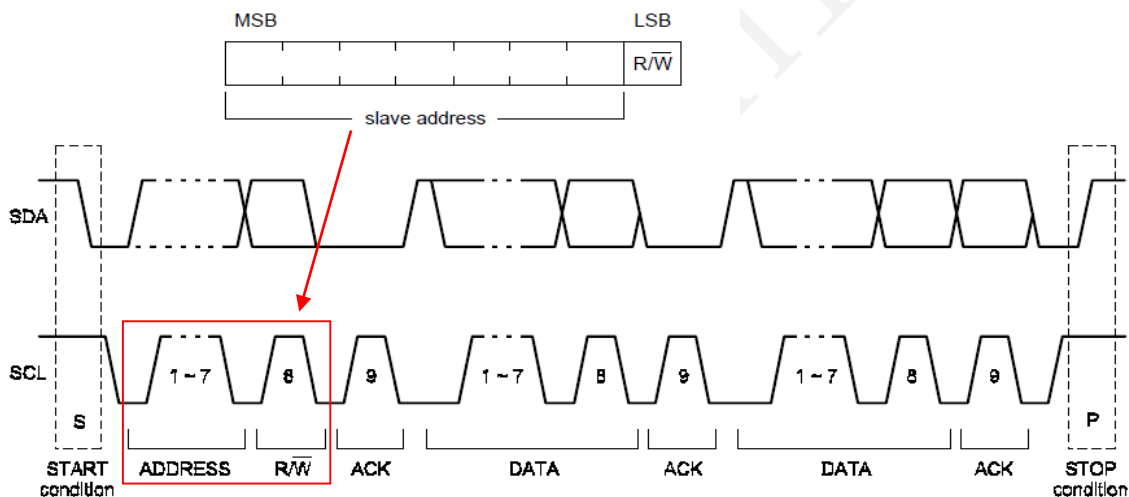 MSB LSB
R/W̅
slave address
SDA
SCL 1 ~ 7 8 9 1 ~ 7 8 9 1 ~ 7 8 9
S P
START condition ADDRESS R/W̅ ACK DATA ACK DATA ACK STOP condition